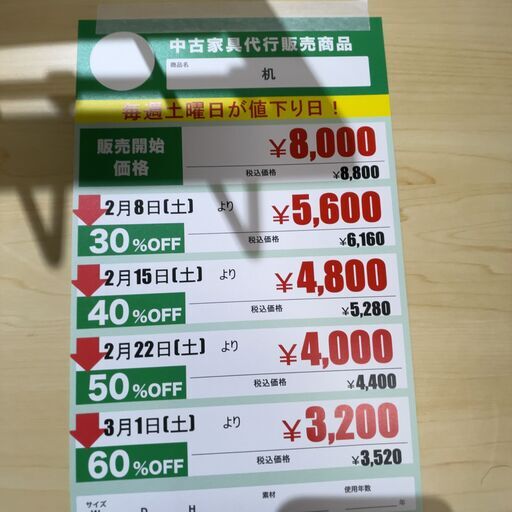 中古家具代行販売商品
商品名
机
毎週土曜日が値下り日！
販売開始
価格
¥8,000
税込価格 ¥8,800
2月8日(土) より ¥5,600
30%OFF 税込価格 ¥6,160
2月15日(土) より ¥4,800
40%OFF 税込価格 ¥5,280
2月22日(土) より ¥4,000
50%OFF 税込価格 ¥4,400
3月1日(土) より ¥3,200
60%OFF 税込価格 ¥3,520
サイズ 素材 使用年数
W D H 年